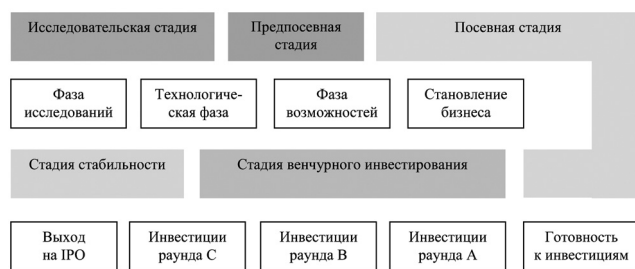 Исследовательская стадия
Предпосевная
стадия
Посевная стадия
Фаза
исследований
Технологиче-
ская фаза
Фаза
возможностей
Становление
бизнеса
Стадия стабильности
Стадия венчурного инвестирования
Выход
на IPO
Инвестиции
раунда C
Инвестиции
раунда B
Инвестиции
раунда A
Готовность
к инвестициям